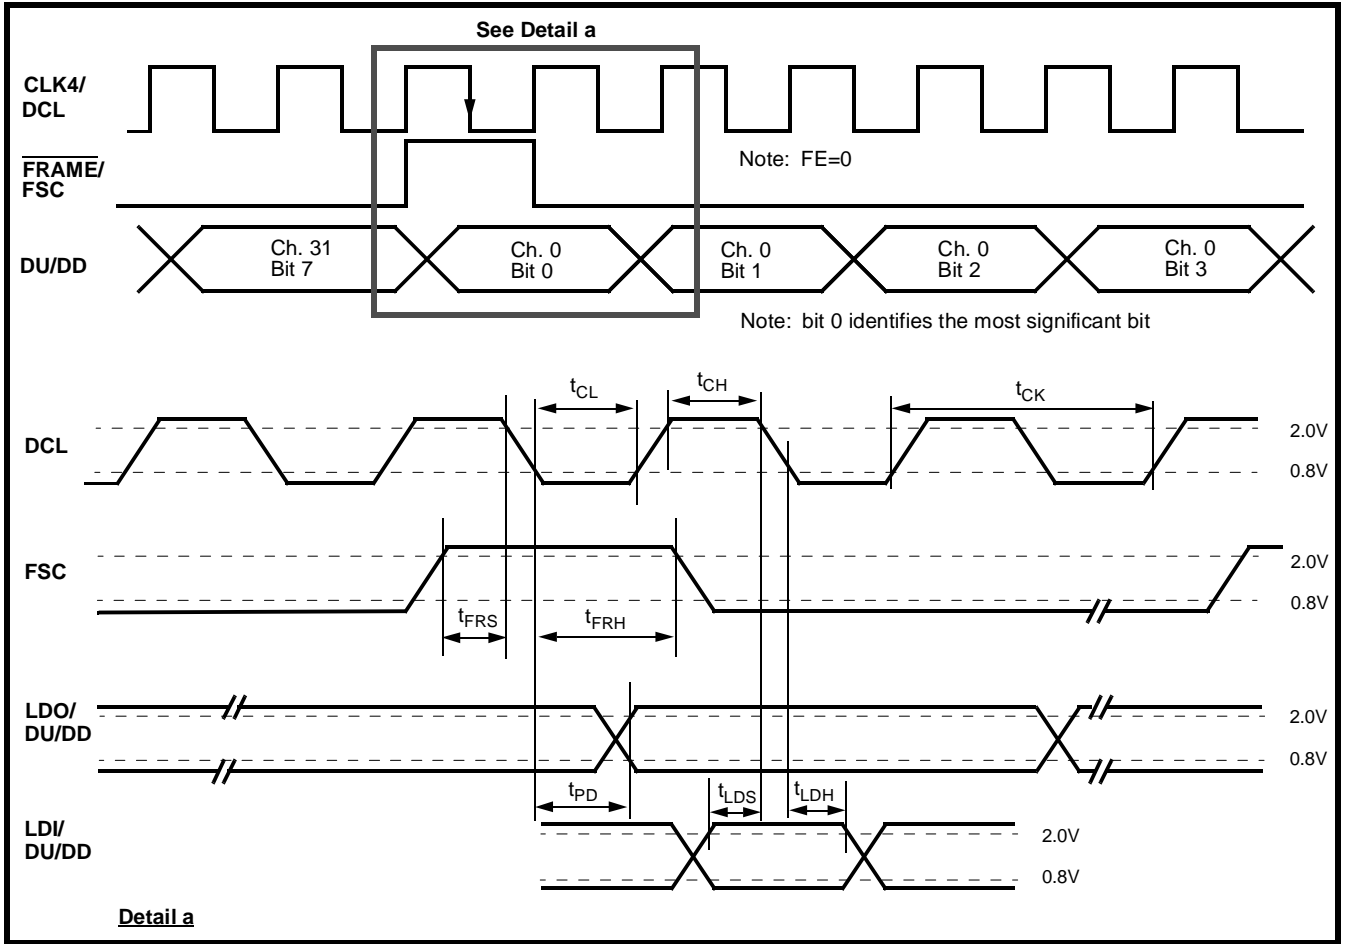 See Detail a
CLK4/
DCL
FRAME/
FSC
Note: FE=0
DU/DD
Ch. 31
Bit 7
Ch. 0
Bit 0
Ch. 0
Bit 1
Ch. 0
Bit 2
Ch. 0
Bit 3
Note: bit 0 identifies the most significant bit
tCL
tCH
tCK
DCL
2.0V
0.8V
FSC
2.0V
0.8V
tFRS
tFRH
LDO/
DU/DD
2.0V
0.8V
tPD
tLDS
tLDH
LDI/
DU/DD
2.0V
0.8V
Detail a